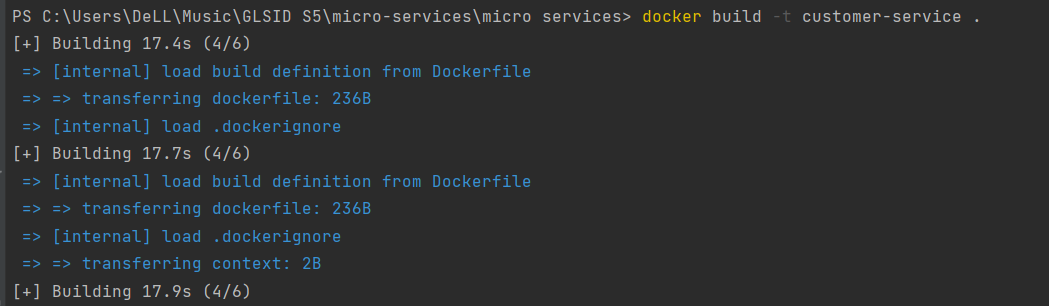 PS C:\Users\DeLL\Music\GLSID S5\micro-services\micro services> docker build -t customer-service .
[+] Building 17.4s (4/6)
 => [internal] load build definition from Dockerfile
 => => transferring dockerfile: 236B
 => [internal] load .dockerignore
[+] Building 17.7s (4/6)
 => [internal] load build definition from Dockerfile
 => => transferring dockerfile: 236B
 => [internal] load .dockerignore
 => => transferring context: 2B
[+] Building 17.9s (4/6)